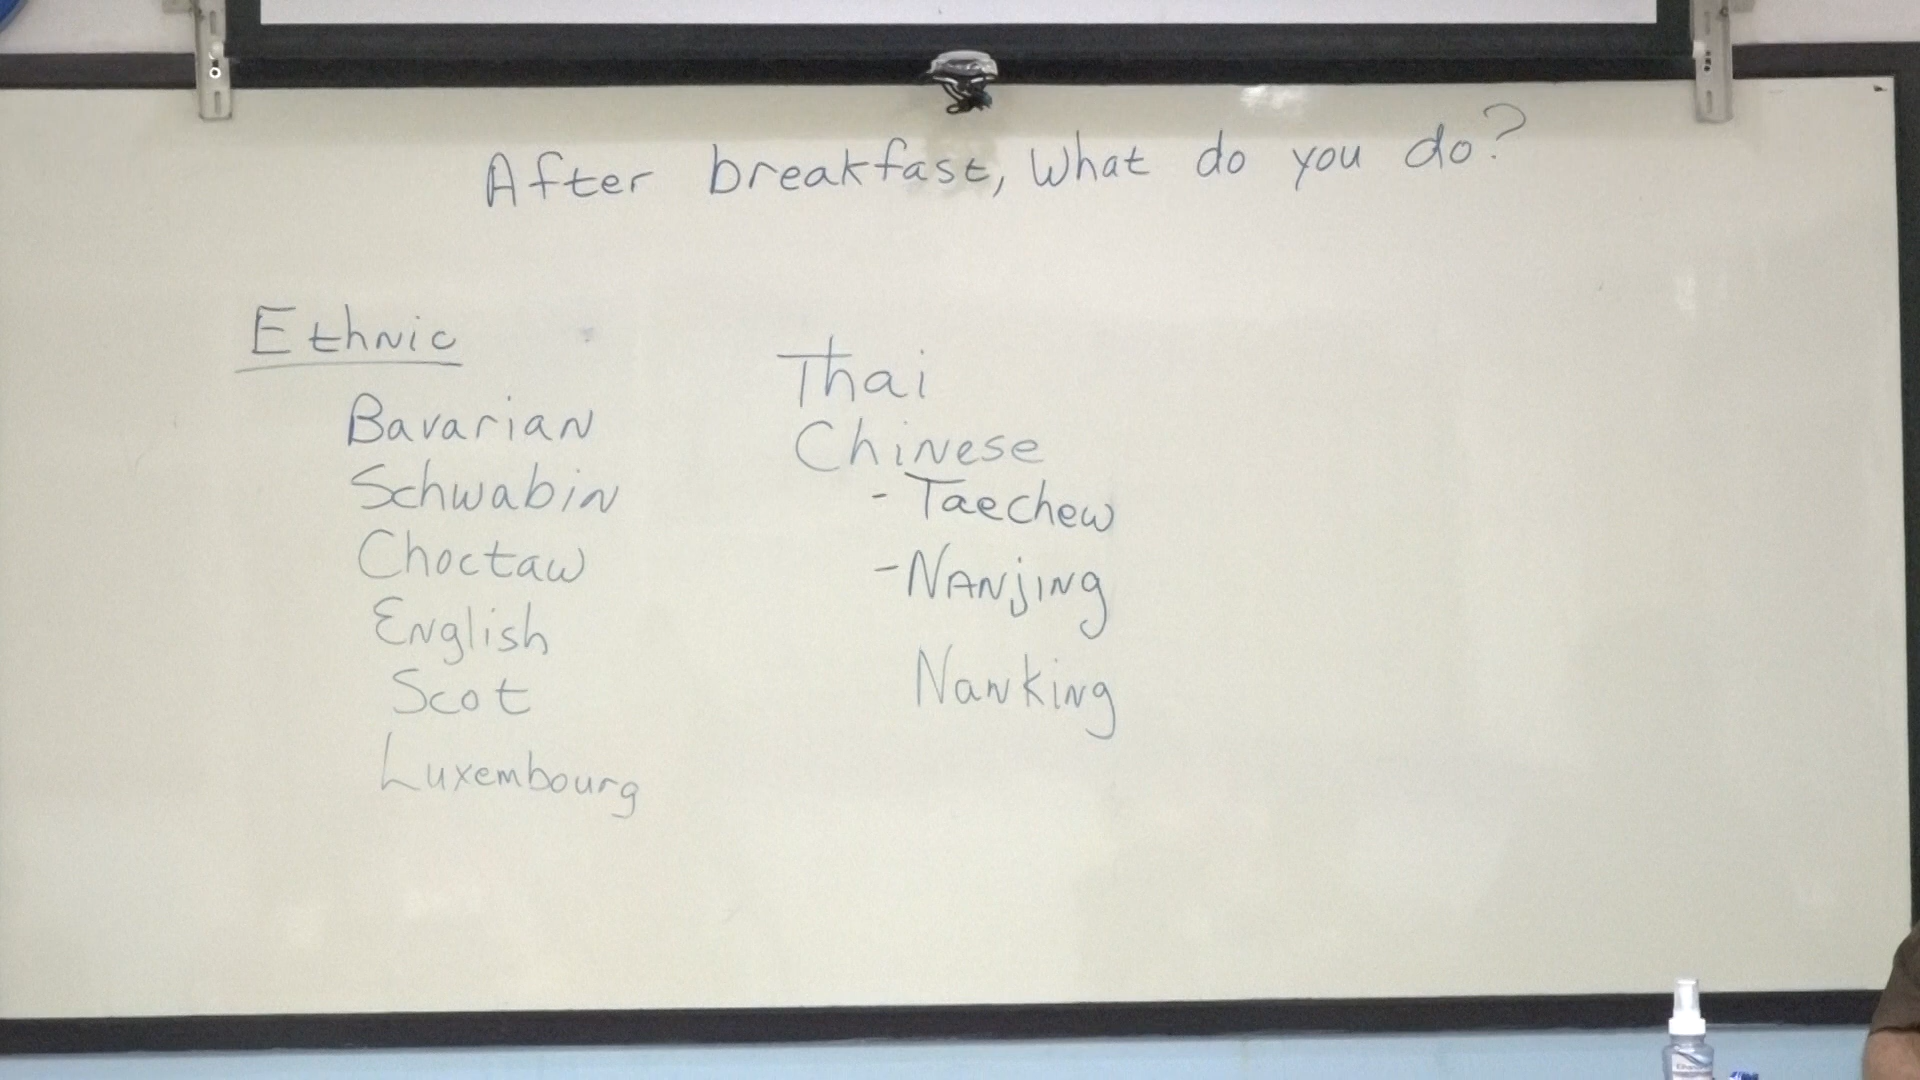 After breakfast, What do you do?
Ethnic
Bavarian
Schwabin
Choctaw
English
Scot
Luxembourg
Thai
Chinese
- Taechew
- Nanjing
Nanking